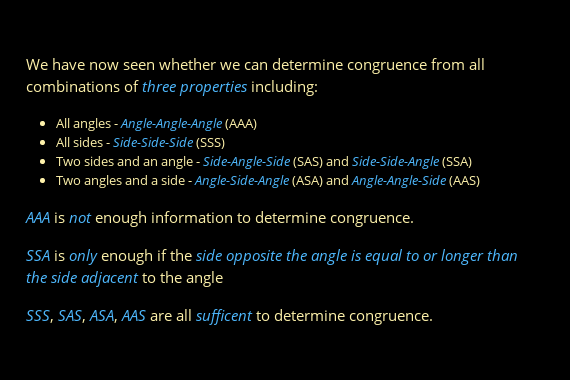 We have now seen whether we can determine congruence from all
combinations of three properties including:
• All angles - Angle-Angle-Angle (AAA)
• All sides - Side-Side-Side (SSS)
• Two sides and an angle - Side-Angle-Side (SAS) and Side-Side-Angle (SSA)
• Two angles and a side - Angle-Side-Angle (ASA) and Angle-Angle-Side (AAS)
AAA is not enough information to determine congruence.
SSA is only enough if the side opposite the angle is equal to or longer than
the side adjacent to the angle
SSS, SAS, ASA, AAS are all sufficent to determine congruence.